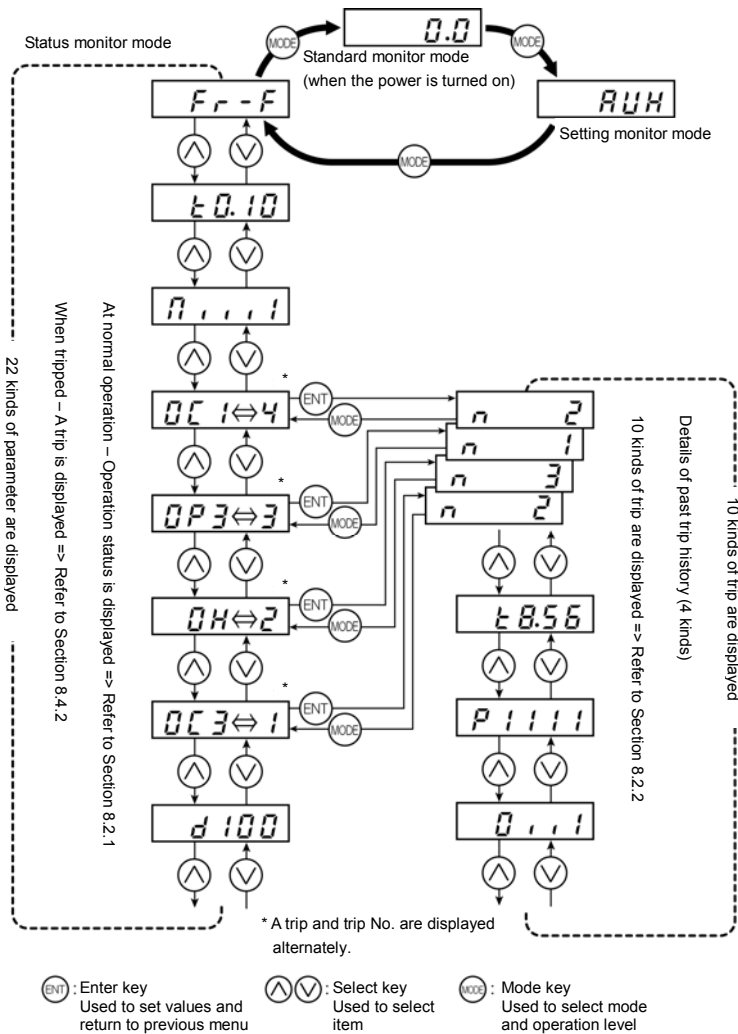 Status monitor mode
MODE
0.0
MODE
Standard monitor mode
(when the power is turned on)
Fr-F
AUH
Setting monitor mode
MODE
t0.10
22 kinds of parameter are displayed
When tripped – A trip is displayed => Refer to Section 8.4.2
At normal operation – Operation status is displayed => Refer to Section 8.2.1
*
OC1⇔4
ENT
MODE
n 2
n 1
n 3
n 2
*
OP3⇔3
ENT
MODE
*
OH⇔2
ENT
MODE
*
OC3⇔1
ENT
MODE
d100
t8.56
P1111
10 kinds of trip are displayed => Refer to Section 8.2.2
Details of past trip history (4 kinds)
10 kinds of trip are displayed
* A trip and trip No. are displayed
alternately.
ENT : Enter key
Used to set values and
return to previous menu
: Select key
Used to select
item
MODE : Mode key
Used to select mode
and operation level